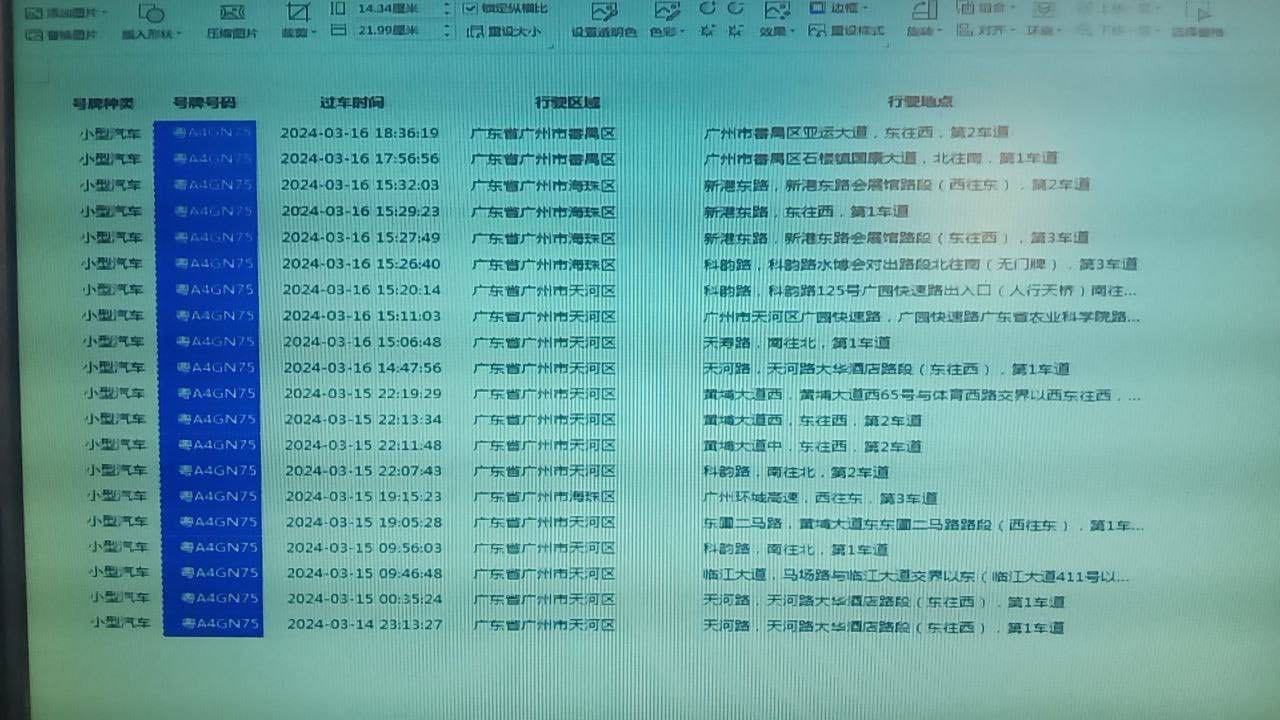 添加图片 14.34厘米 锁定纵横比 边框 组合
替换图片 插入形状 压缩图片 裁剪 21.99厘米 重设大小 设置透明色 色彩 效果 重设样式 旋转 对齐 选择窗格
号牌种类 号牌号码 过车时间 行驶区域 行驶地点
小型汽车 粤A4GN75 2024-03-16 18:36:19 广东省广州市番禺区 广州市番禺区亚运大道，东往西，第2车道
小型汽车 粤A4GN75 2024-03-16 17:56:56 广东省广州市番禺区 广州市番禺区石楼镇国康大道，北往南，第1车道
小型汽车 粤A4GN75 2024-03-16 15:32:03 广东省广州市海珠区 新港东路，新港东路会展馆路段（西往东），第2车道
小型汽车 粤A4GN75 2024-03-16 15:29:23 广东省广州市海珠区 新港东路，东往西，第1车道
小型汽车 粤A4GN75 2024-03-16 15:27:49 广东省广州市海珠区 新港东路，新港东路会展馆路段（东往西），第3车道
小型汽车 粤A4GN75 2024-03-16 15:26:40 广东省广州市海珠区 科韵路，科韵路水博会对出路段北往南（无门牌），第3车道
小型汽车 粤A4GN75 2024-03-16 15:20:14 广东省广州市天河区 科韵路，科韵路125号广园快速路出入口（人行天桥）南往...
小型汽车 粤A4GN75 2024-03-16 15:11:03 广东省广州市天河区 广州市天河区广园快速路，广园快速路广东省农业科学院路...
小型汽车 粤A4GN75 2024-03-16 15:06:48 广东省广州市天河区 天寿路，南往北，第1车道
小型汽车 粤A4GN75 2024-03-16 14:47:56 广东省广州市天河区 天河路，天河路大华酒店路段（东往西），第1车道
小型汽车 粤A4GN75 2024-03-15 22:19:29 广东省广州市天河区 黄埔大道西，黄埔大道西65号与体育西路交界以西东往西，...
小型汽车 粤A4GN75 2024-03-15 22:13:34 广东省广州市天河区 黄埔大道西，东往西，第2车道
小型汽车 粤A4GN75 2024-03-15 22:11:48 广东省广州市天河区 黄埔大道中，东往西，第2车道
小型汽车 粤A4GN75 2024-03-15 22:07:43 广东省广州市天河区 科韵路，南往北，第2车道
小型汽车 粤A4GN75 2024-03-15 19:15:23 广东省广州市海珠区 广州环城高速，西往东，第3车道
小型汽车 粤A4GN75 2024-03-15 19:05:28 广东省广州市天河区 东圃二马路，黄埔大道东东圃二马路路段（西往东），第1车...
小型汽车 粤A4GN75 2024-03-15 09:56:03 广东省广州市天河区 科韵路，南往北，第1车道
小型汽车 粤A4GN75 2024-03-15 09:46:48 广东省广州市天河区 临江大道，马场路与临江大道交界以东（临江大道411号以...
小型汽车 粤A4GN75 2024-03-15 00:35:24 广东省广州市天河区 天河路，天河路大华酒店路段（东往西），第1车道
小型汽车 粤A4GN75 2024-03-14 23:13:27 广东省广州市天河区 天河路，天河路大华酒店路段（东往西），第1车道